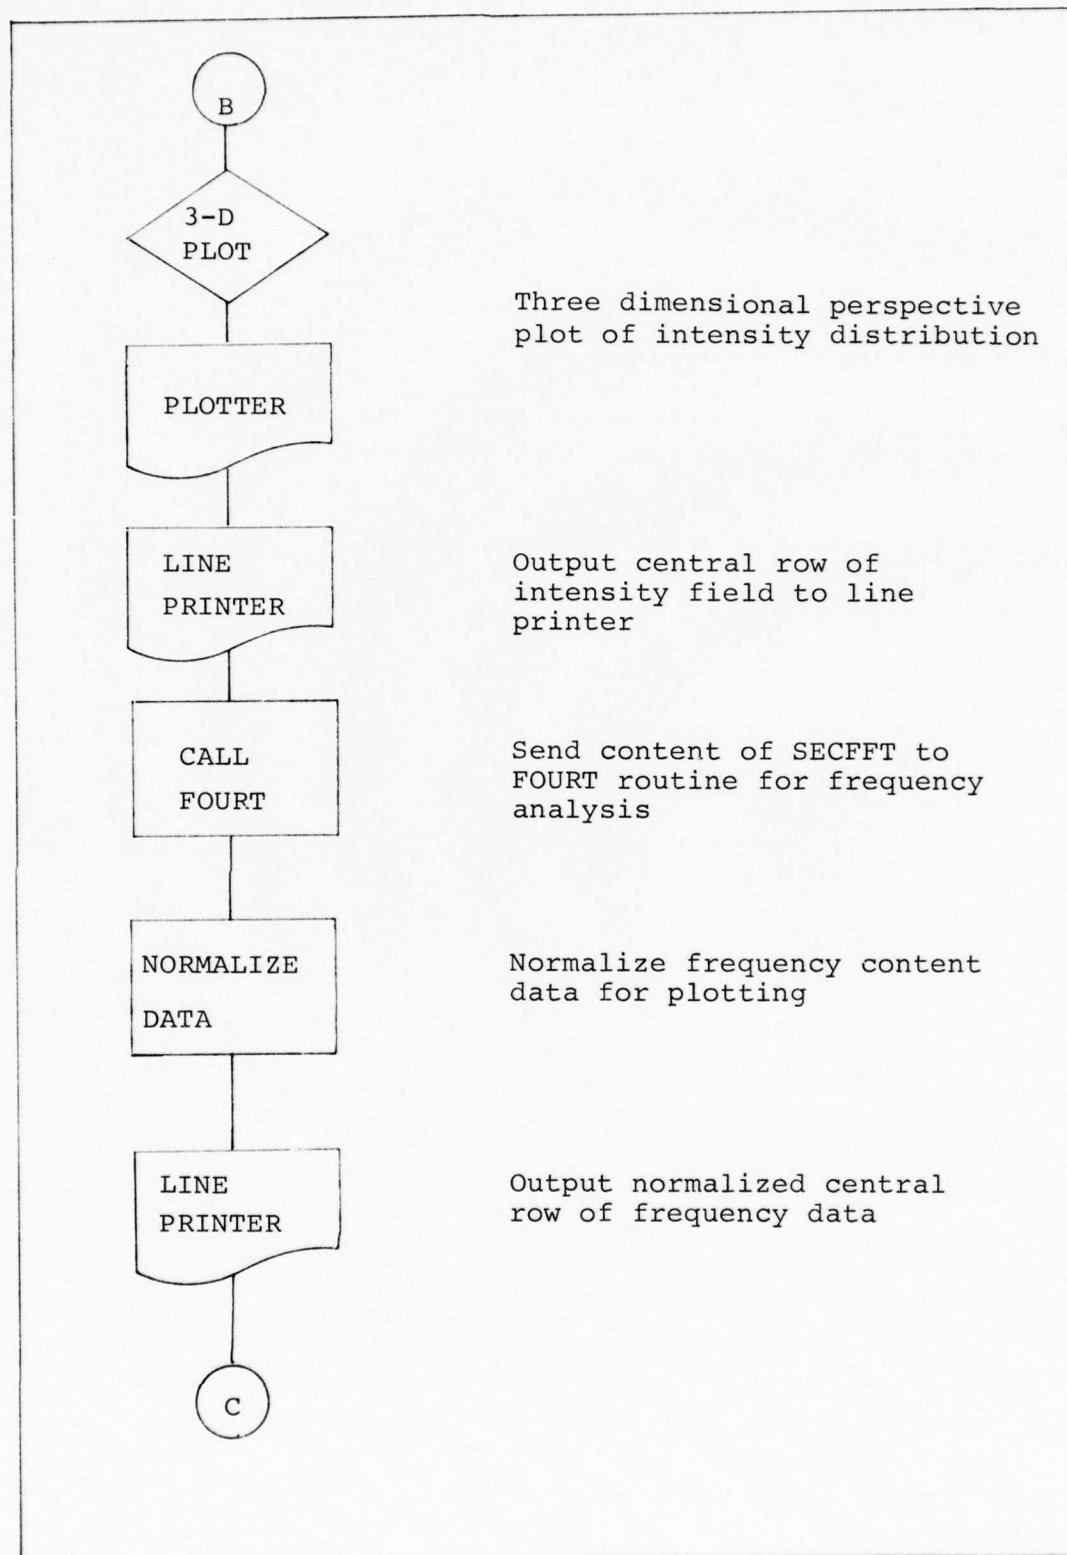 B
3-D
PLOT
Three dimensional perspective
plot of intensity distribution
PLOTTER
LINE
PRINTER
Output central row of
intensity field to line
printer
CALL
FOURT
Send content of SECFFT to
FOURT routine for frequency
analysis
NORMALIZE
DATA
Normalize frequency content
data for plotting
LINE
PRINTER
Output normalized central
row of frequency data
C